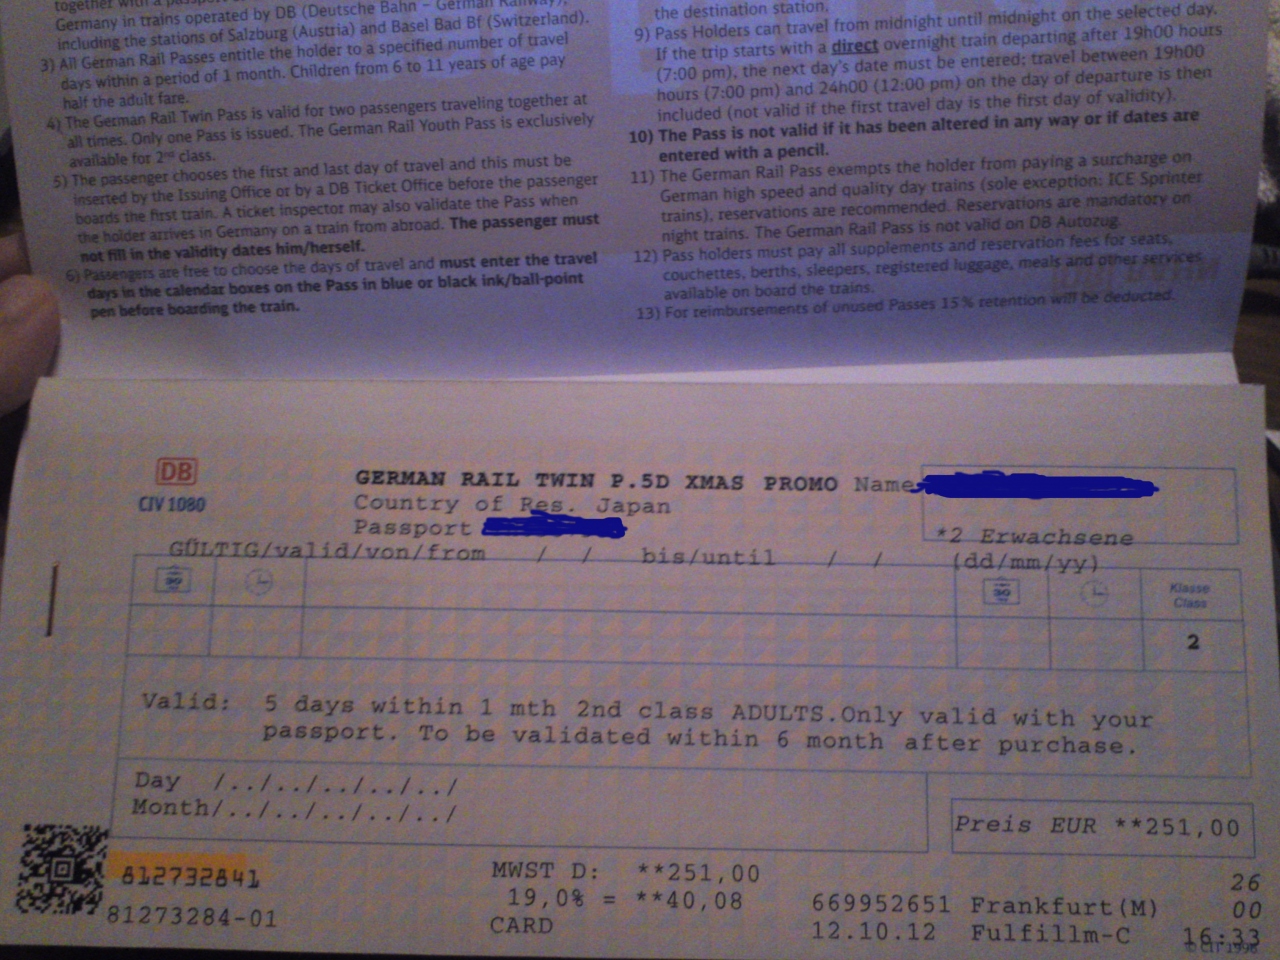 together with a passport
Germany in trains operated by DB (Deutsche Bahn – German Railway),
including the stations of Salzburg (Austria) and Basel Bad Bf (Switzerland).
3) All German Rail Passes entitle the holder to a specified number of travel
days within a period of 1 month. Children from 6 to 11 years of age pay
half the adult fare.
4) The German Rail Twin Pass is valid for two passengers traveling together at
all times. Only one Pass is issued. The German Rail Youth Pass is exclusively
available for 2nd class.
5) The passenger chooses the first and last day of travel and this must be
inserted by the Issuing Office or by a DB Ticket Office before the passenger
boards the first train. A ticket inspector may also validate the Pass when
the holder arrives in Germany on a train from abroad. The passenger must
not fill in the validity dates him/herself.
6) Passengers are free to choose the days of travel and must enter the travel
days in the calendar boxes on the Pass in blue or black ink/ball-point
pen before boarding the train.
the destination station.
9) Pass Holders can travel from midnight until midnight on the selected day.
If the trip starts with a direct overnight train departing after 19h00 hours
(7:00 pm), the next day's date must be entered; travel between 19h00
hours (7:00 pm) and 24h00 (12:00 pm) on the day of departure is then
included (not valid if the first travel day is the first day of validity).
10) The Pass is not valid if it has been altered in any way or if dates are
entered with a pencil.
11) The German Rail Pass exempts the holder from paying a surcharge on
German high speed and quality day trains (sole exception: ICE Sprinter
trains), reservations are recommended. Reservations are mandatory on
night trains. The German Rail Pass is not valid on DB Autozug.
12) Pass holders must pay all supplements and reservation fees for seats,
couchettes, berths, sleepers, registered luggage, meals and other services
available on board the trains.
13) For reimbursements of unused Passes 15 % retention will be deducted.
DB
CIV 1080
GERMAN RAIL TWIN P.5D XMAS PROMO Name
Country of Res. Japan
Passport
*2 Erwachsene
GÜLTIG/valid/von/from / / bis/until / / (dd/mm/yy)
Klasse
Class
2
Valid: 5 days within 1 mth 2nd class ADULTS.Only valid with your
passport. To be validated within 6 month after purchase.
Day /../../../../../
Month/../../../../../
Preis EUR **251,00
812732841
81273284-01
MWST D: **251,00
19,0% = **40,08
CARD
669952651 Frankfurt(M)
12.10.12 Fulfillm-C
26
00
16:33
© CIT 1996